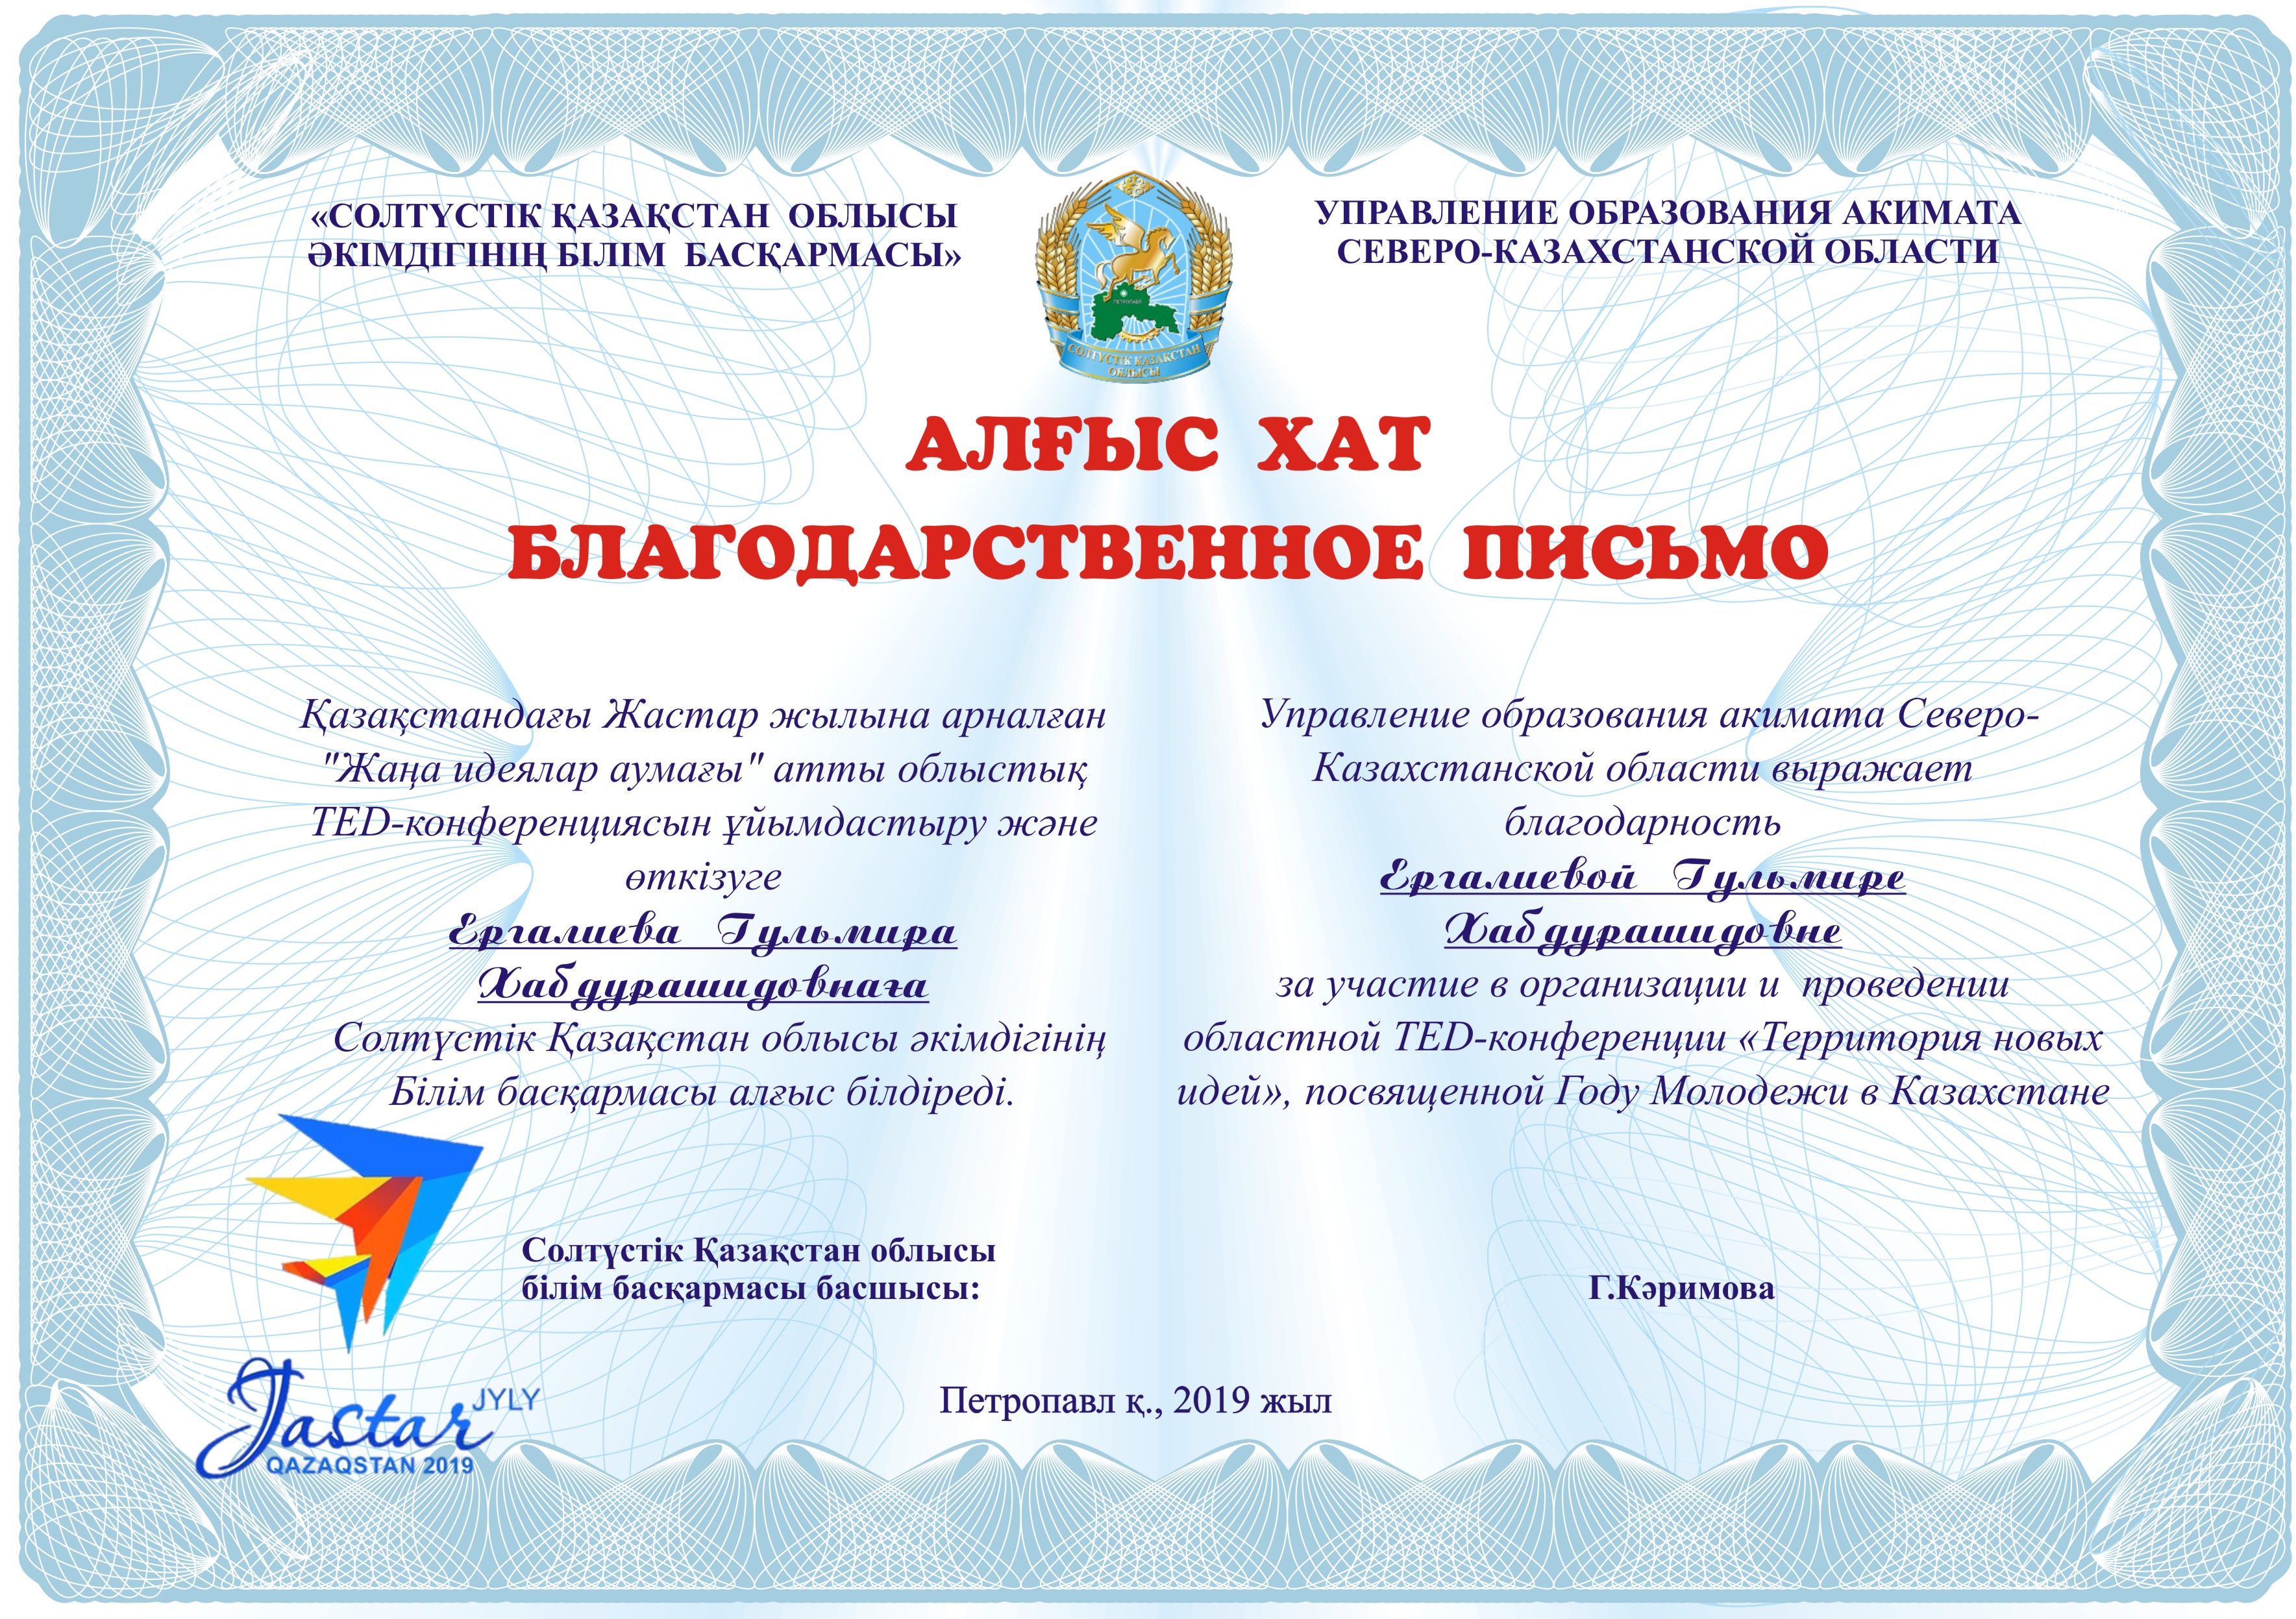 «СОЛТҮСТІК ҚАЗАҚСТАН ОБЛЫСЫ
ӘКІМДІГІНІҢ БІЛІМ БАСҚАРМАСЫ»
УПРАВЛЕНИЕ ОБРАЗОВАНИЯ АКИМАТА
СЕВЕРО-КАЗАХСТАНСКОЙ ОБЛАСТИ
ПЕТРОПАВЛ
СОЛТҮСТІК ҚАЗАҚСТАН
ОБЛЫСЫ
АЛҒЫС ХАТ
БЛАГОДАРСТВЕННОЕ ПИСЬМО
Қазақстандағы Жастар жылына арналған
"Жаңа идеялар аумағы" атты облыстық
TED-конференциясын ұйымдастыру және
өткізуге
Ергалиева Гульмира
Хабдурашидовнаға
Солтүстік Қазақстан облысы әкімдігінің
Білім басқармасы алғыс білдіреді.
Управление образования акимата Северо-
Казахстанской области выражает
благодарность
Ергалиевой Гульмире
Хабдурашидовне
за участие в организации и проведении
областной TED-конференции «Территория новых
идей», посвященной Году Молодежи в Казахстане
Солтүстік Қазақстан облысы
білім басқармасы басшысы:
Г.Кәримова
Jastar JYLY
QAZAQSTAN 2019
Петропавл қ., 2019 жыл